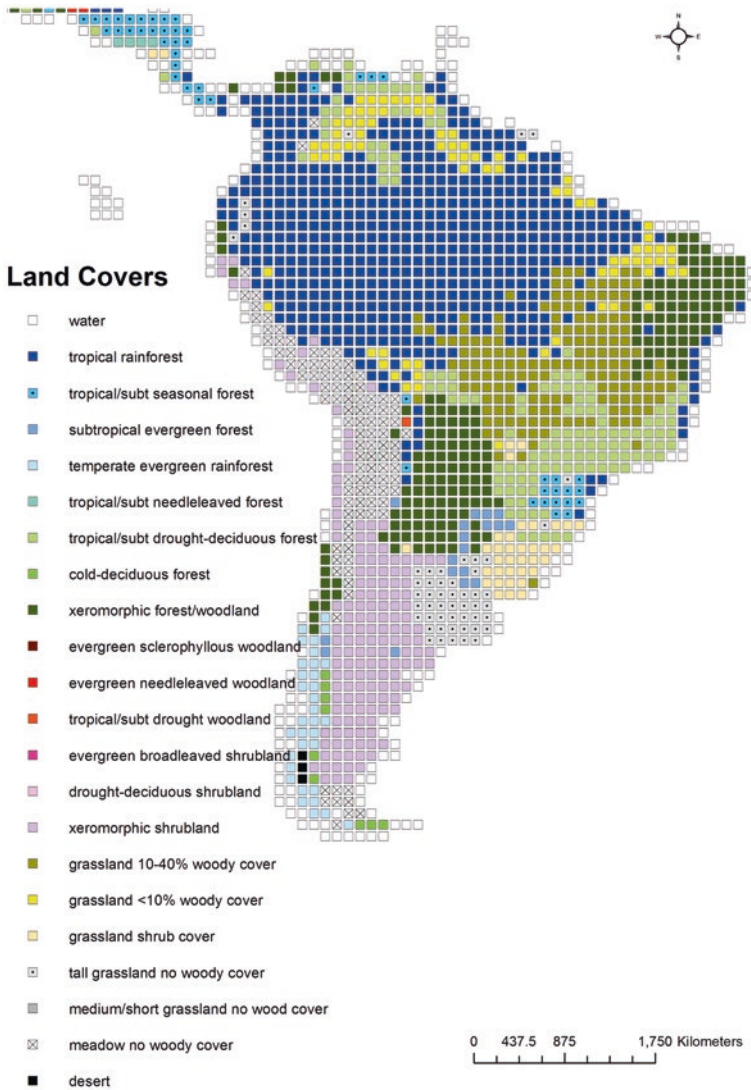 N
W E
S
Land Covers
water
tropical rainforest
tropical/subt seasonal forest
subtropical evergreen forest
temperate evergreen rainforest
tropical/subt needleleaved forest
tropical/subt drought-deciduous forest
cold-deciduous forest
xeromorphic forest/woodland
evergreen sclerophyllous woodland
evergreen needleleaved woodland
tropical/subt drought woodland
evergreen broadleaved shrubland
drought-deciduous shrubland
xeromorphic shrubland
grassland 10-40% woody cover
grassland <10% woody cover
grassland shrub cover
tall grassland no woody cover
medium/short grassland no wood cover
meadow no woody cover
desert
0 437.5 875 1,750 Kilometers